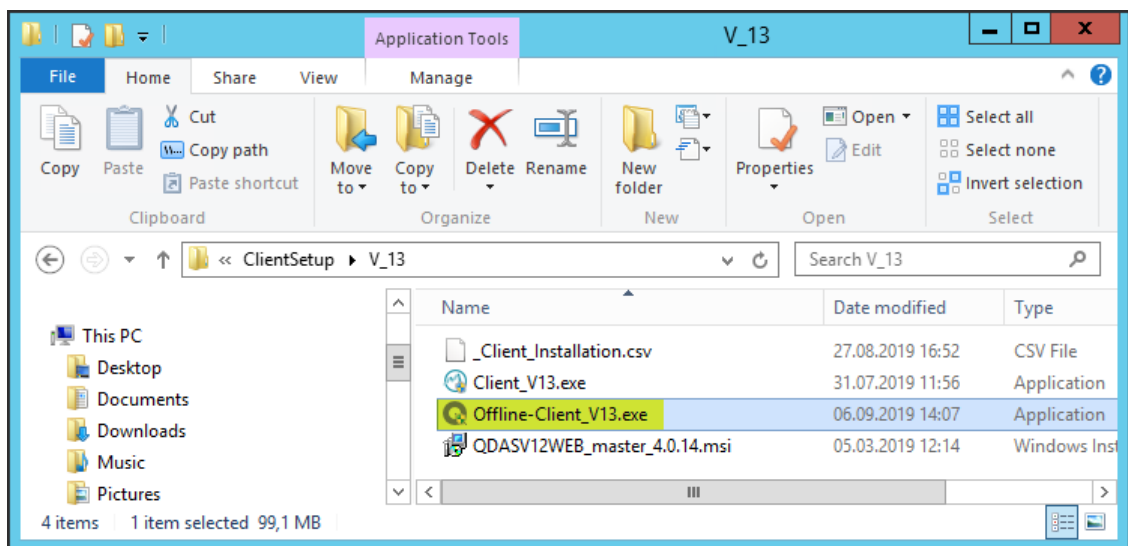 Application Tools
V_13
File Home Share View Manage
Copy
Paste
Cut
Copy path
Paste shortcut
Clipboard
Move to
Copy to
Delete
Rename
Organize
New folder
New
Properties
Open
Edit
Open
Select all
Select none
Invert selection
Select
« ClientSetup V_13
Search V_13
Name Date modified Type
This PC
Desktop
Documents
Downloads
Music
Pictures
_Client_Installation.csv 27.08.2019 16:52 CSV File
Client_V13.exe 31.07.2019 11:56 Application
Offline-Client_V13.exe 06.09.2019 14:07 Application
QDASV12WEB_master_4.0.14.msi 05.03.2019 12:14 Windows Inst
4 items 1 item selected 99,1 MB